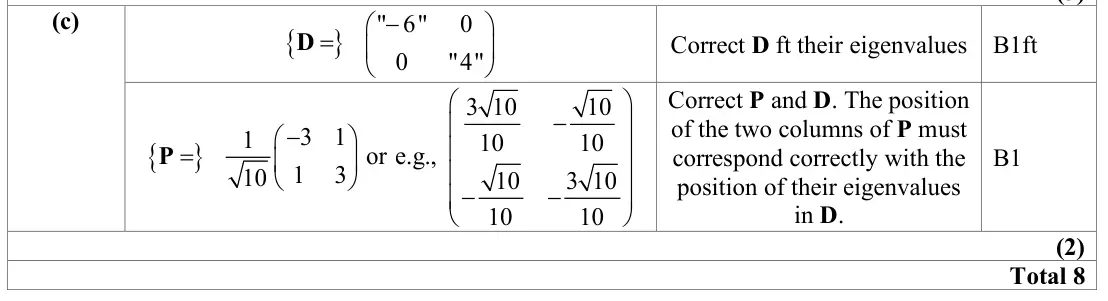 (c)
{D =} ("−6" 0
0 "4")
Correct D ft their eigenvalues
B1ft
{P =} 1/√10 (−3 1
1 3) or e.g., (3√10/10 −√10/10
−√10/10 −3√10/10)
Correct P and D. The position
of the two columns of P must
correspond correctly with the
position of their eigenvalues
in D.
B1
(2)
Total 8